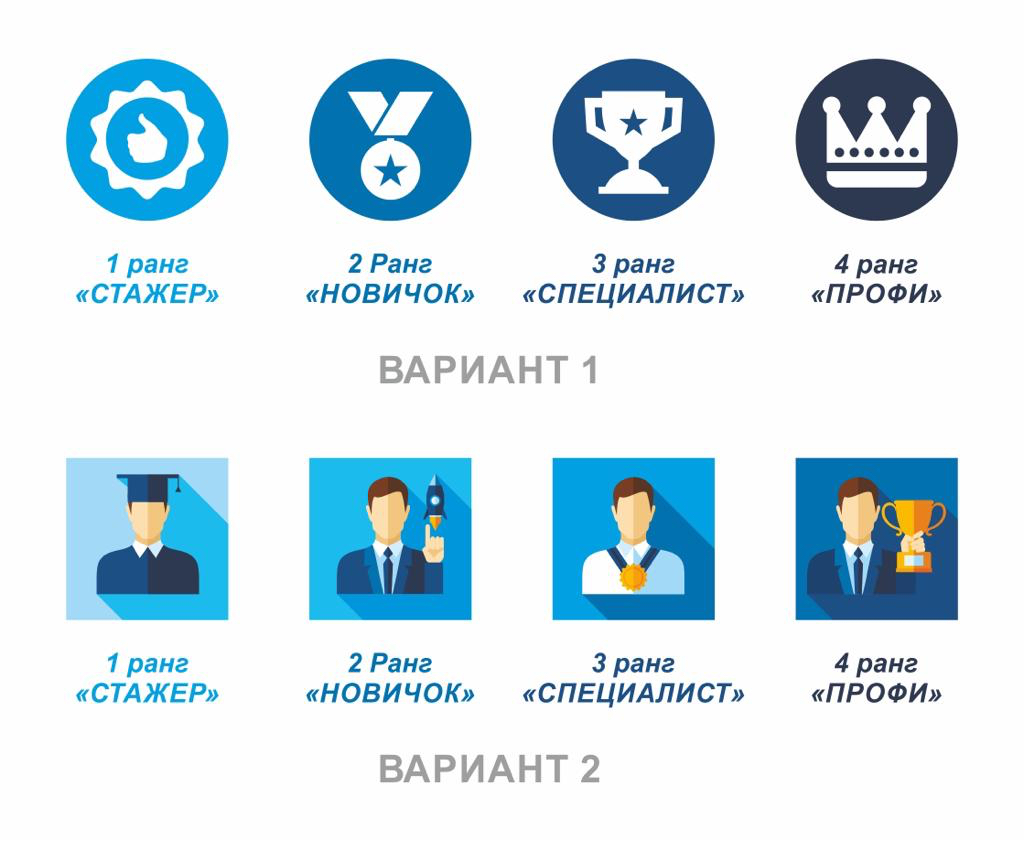 1 ранг
«СТАЖЕР»
2 Ранг
«НОВИЧОК»
3 ранг
«СПЕЦИАЛИСТ»
4 ранг
«ПРОФИ»
ВАРИАНТ 1
1 ранг
«СТАЖЕР»
2 Ранг
«НОВИЧОК»
3 ранг
«СПЕЦИАЛИСТ»
4 ранг
«ПРОФИ»
ВАРИАНТ 2